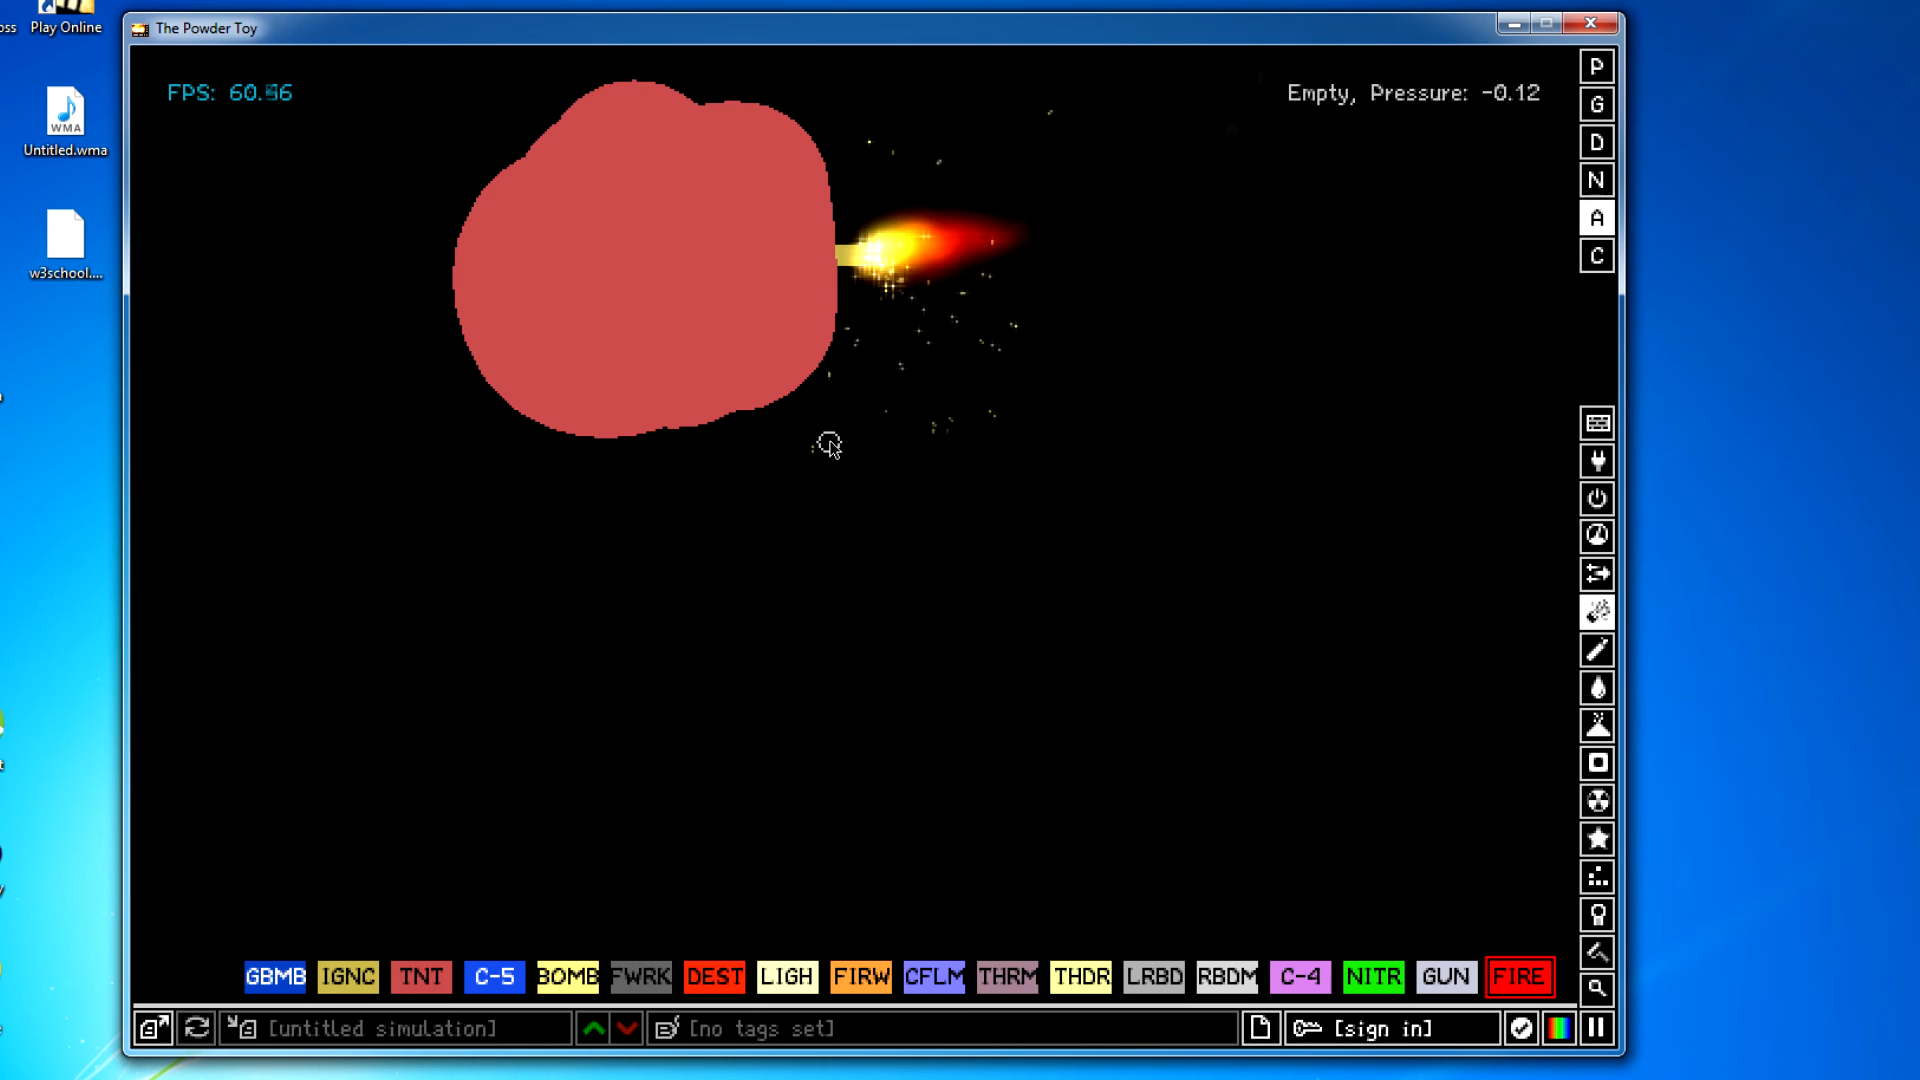 Play Online
The Powder Toy
P
FPS: 60.96
Empty, Pressure: -0.12
G
WMA
D
Untitled.wma
N
A
C
w3school....
GBMB IGNC TNT C-5 BOMB FWRK DEST LIGH FIRW CFLM THRM THDR LRBD RBDM C-4 NITR GUN FIRE
[untitled simulation] [no tags set] [sign in]